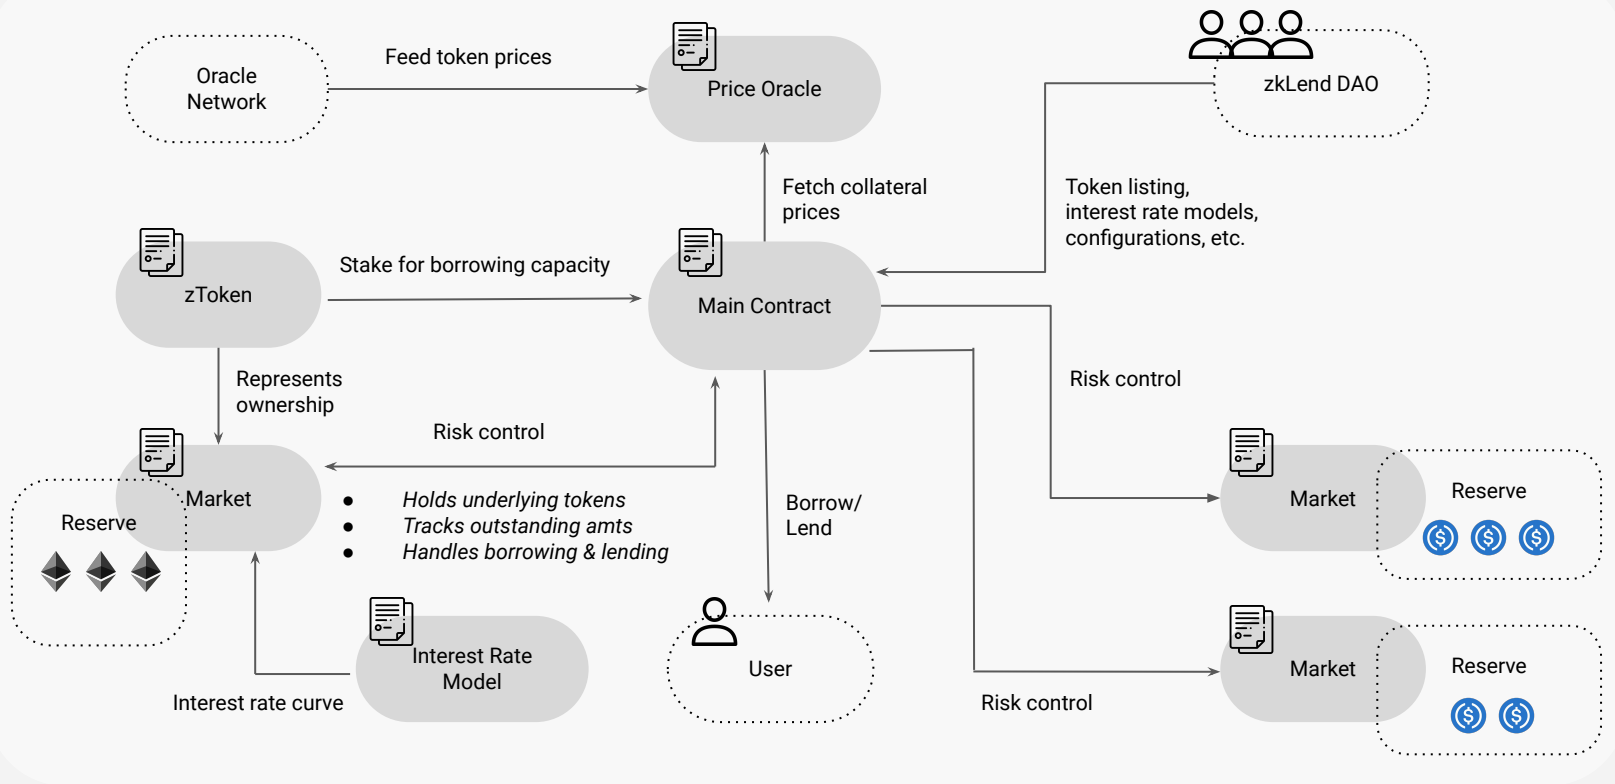 Oracle
Network
Feed token prices
Price Oracle
zkLend DAO
Fetch collateral
prices
Token listing,
interest rate models,
configurations, etc.
zToken
Stake for borrowing capacity
Main Contract
Represents
ownership
Risk control
Risk control
Market
Reserve
● Holds underlying tokens
● Tracks outstanding amts
● Handles borrowing & lending
Borrow/
Lend
Market
Reserve
Interest Rate
Model
Interest rate curve
User
Risk control
Market
Reserve